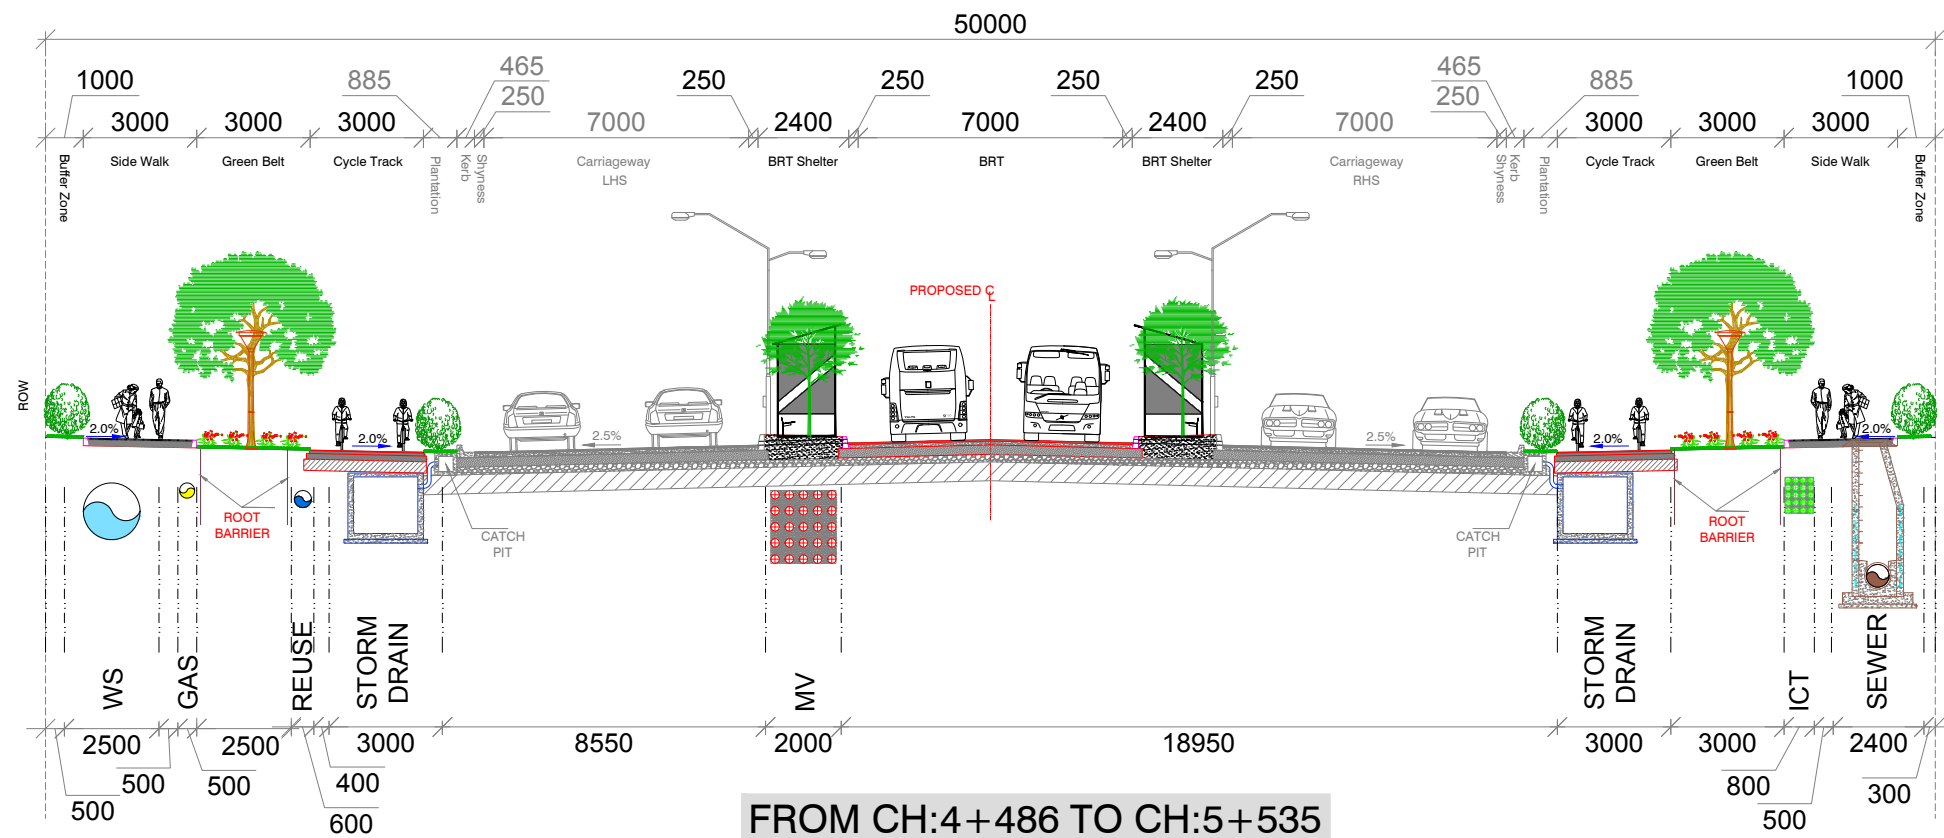 50000
1000
885
465
250
250
250
250
250
465
250
885
1000
3000
3000
3000
7000
2400
7000
2400
7000
3000
3000
3000
Buffer Zone
Side Walk
Green Belt
Cycle Track
Plantation
Kerb
Shyness
Carriageway
LHS
BRT Shelter
BRT
BRT Shelter
Carriageway
RHS
Shyness
Kerb
Plantation
Cycle Track
Green Belt
Side Walk
Buffer Zone
PROPOSED ℄
ROW
2.0%
2.0%
2.5%
2.5%
2.0%
2.0%
ROOT
BARRIER
CATCH
PIT
CATCH
PIT
ROOT
BARRIER
WS
GAS
REUSE
STORM
DRAIN
MV
STORM
DRAIN
ICT
SEWER
2500
2500
3000
8550
2000
18950
3000
3000
2400
500
500
500
400
600
800
500
300
FROM CH:4+486 TO CH:5+535